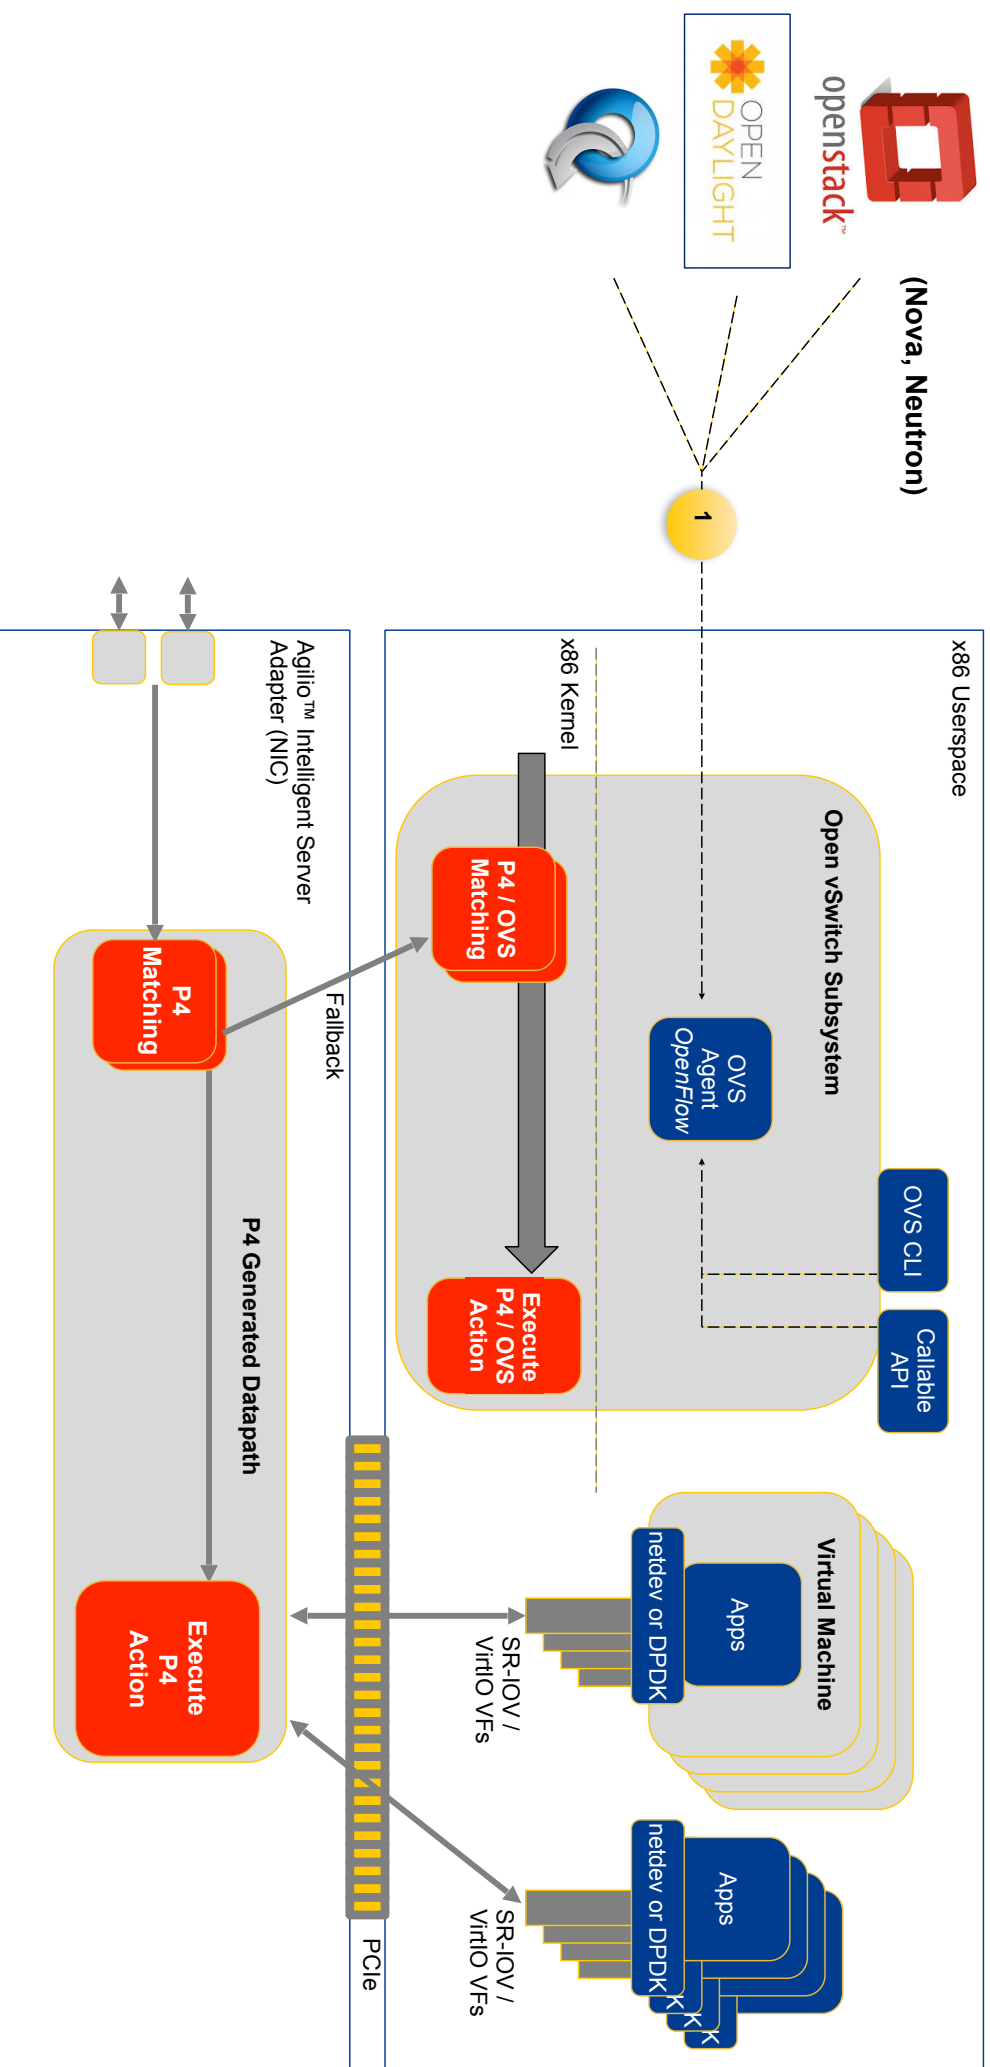 openstack™
(Nova, Neutron)
OPEN
DAYLIGHT
1
x86 Userspace
Open vSwitch Subsystem
OVS CLI
Callable
API
OVS
Agent
OpenFlow
x86 Kernel
P4 / OVS
Matching
Execute
P4 / OVS
Action
Virtual Machine
Apps
netdev or DPDK
SR-IOV /
VirtIO VFs
Apps
netdev or DPDK
K
K
K
SR-IOV /
VirtIO VFs
Fallback
PCIe
Agilio™ Intelligent Server
Adapter (NIC)
P4 Generated Datapath
P4
Matching
Execute
P4
Action